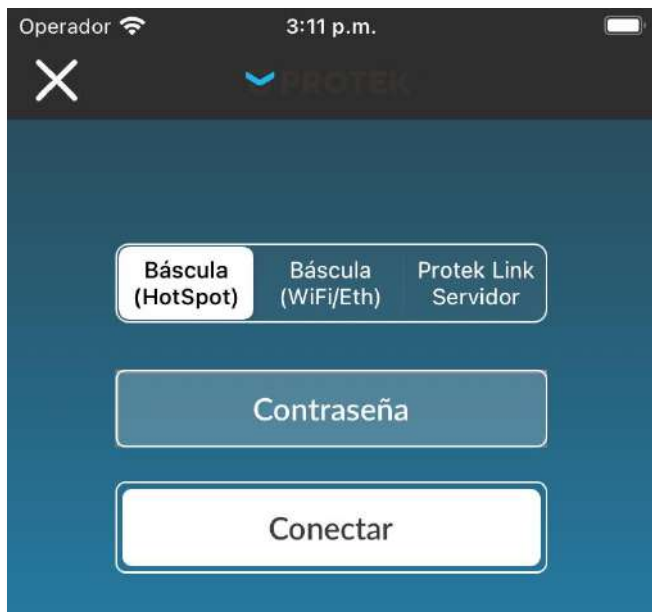 Operador
3:11 p.m.
PROTEK
Báscula
(HotSpot)
Báscula
(WiFi/Eth)
Protek Link
Servidor
Contraseña
Conectar